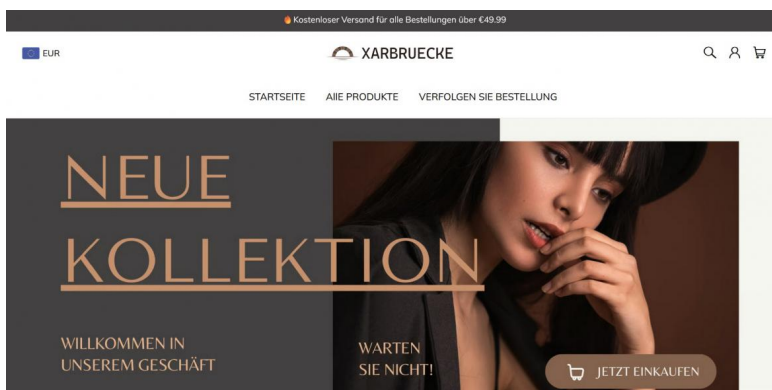 🔥 Kostenloser Versand für alle Bestellungen über €49.99
EUR
XARBRUECKE
STARTSEITE AllE PRODUKTE VERFOLGEN SIE BESTELLUNG
NEUE
KOLLEKTION
WILLKOMMEN IN
UNSEREM GESCHÄFT
WARTEN
SIE NICHT!
JETZT EINKAUFEN